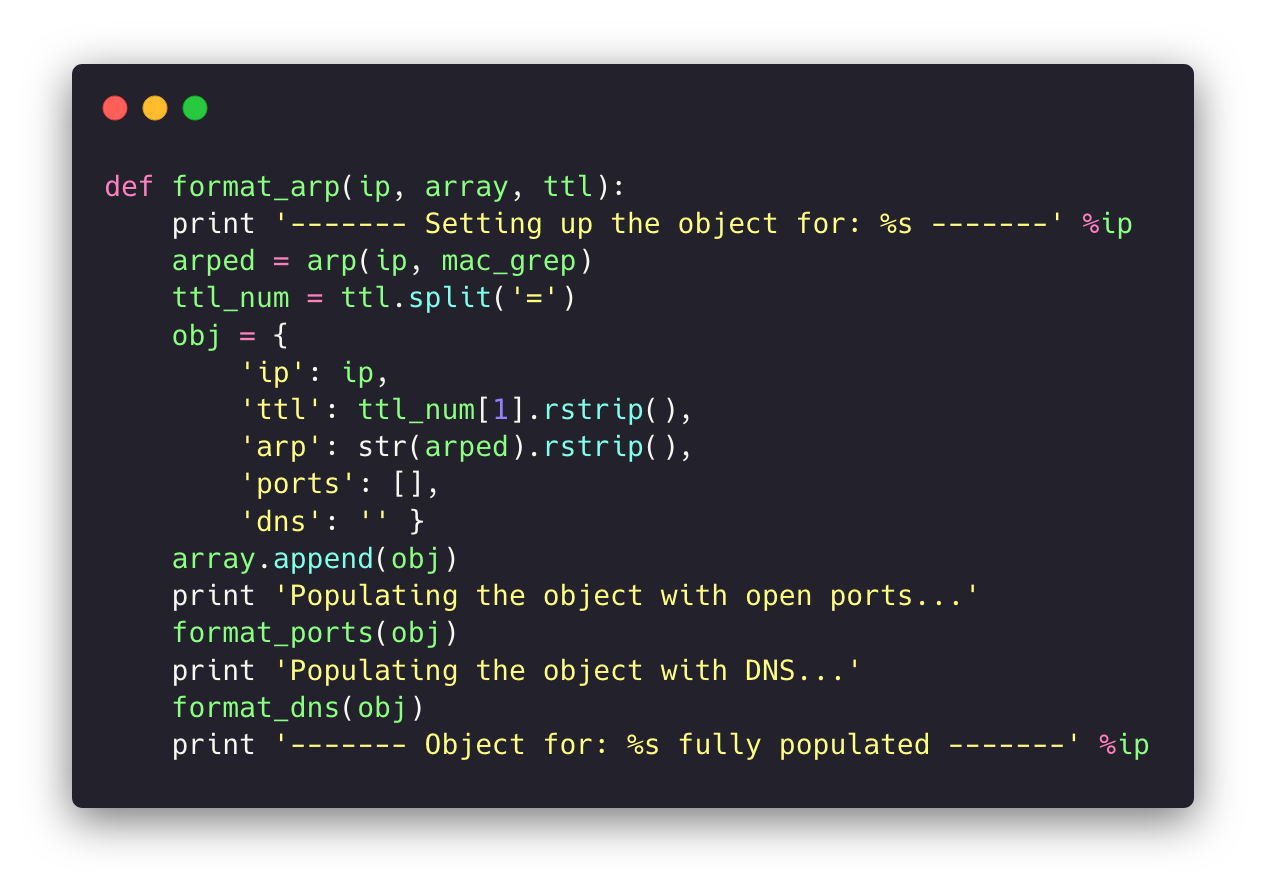 def format_arp(ip, array, ttl):
    print '------- Setting up the object for: %s -------' %ip
    arped = arp(ip, mac_grep)
    ttl_num = ttl.split('=')
    obj = {
        'ip': ip,
        'ttl': ttl_num[1].rstrip(),
        'arp': str(arped).rstrip(),
        'ports': [],
        'dns': '' }
    array.append(obj)
    print 'Populating the object with open ports...'
    format_ports(obj)
    print 'Populating the object with DNS...'
    format_dns(obj)
    print '------- Object for: %s fully populated -------' %ip